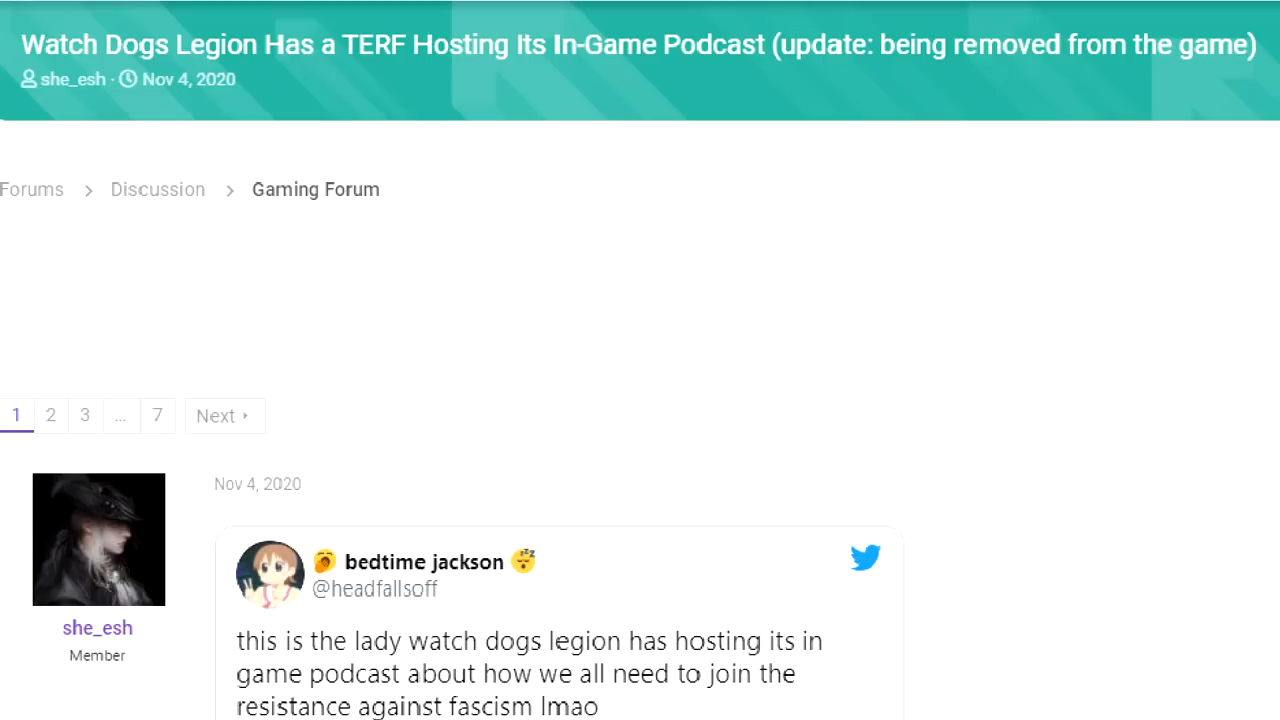 Watch Dogs Legion Has a TERF Hosting Its In-Game Podcast (update: being removed from the game)
she_esh · Nov 4, 2020
Forums > Discussion > Gaming Forum
1 2 3 ... 7 Next
Nov 4, 2020
bedtime jackson
@headfallsoff
she_esh
Member
this is the lady watch dogs legion has hosting its in
game podcast about how we all need to join the
resistance against fascism lmao